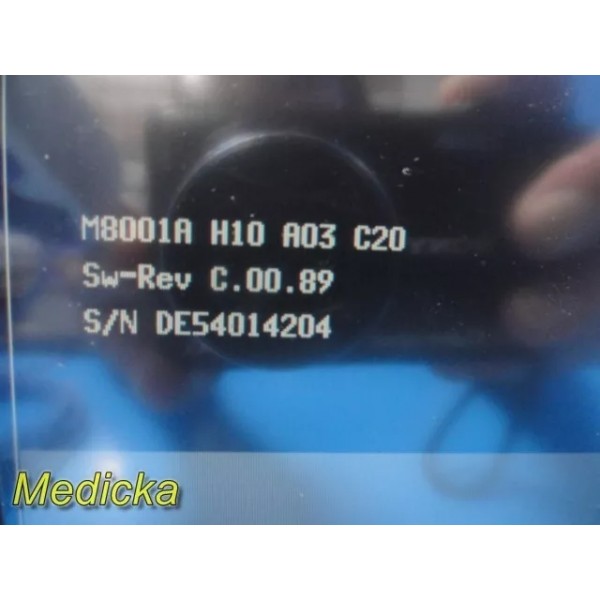 M8001A H10 A03 C20
Sw-Rev C.00.89
S/N DE54014204
Medicka